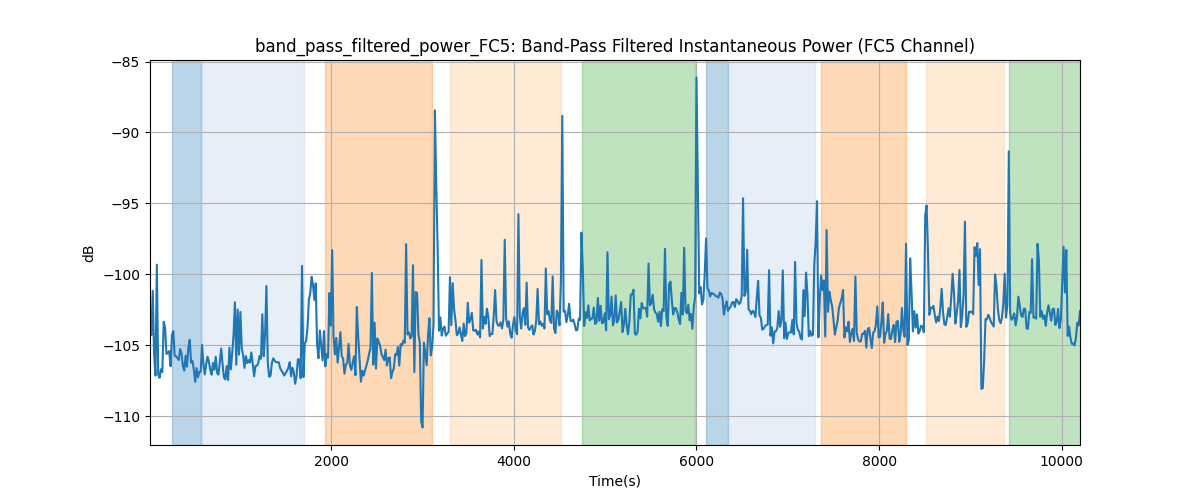 band_pass_filtered_power_FC5: Band-Pass Filtered Instantaneous Power (FC5 Channel)
−85
−90
−95
−100
−105
−110
dB
2000 4000 6000 8000 10000
Time(s)